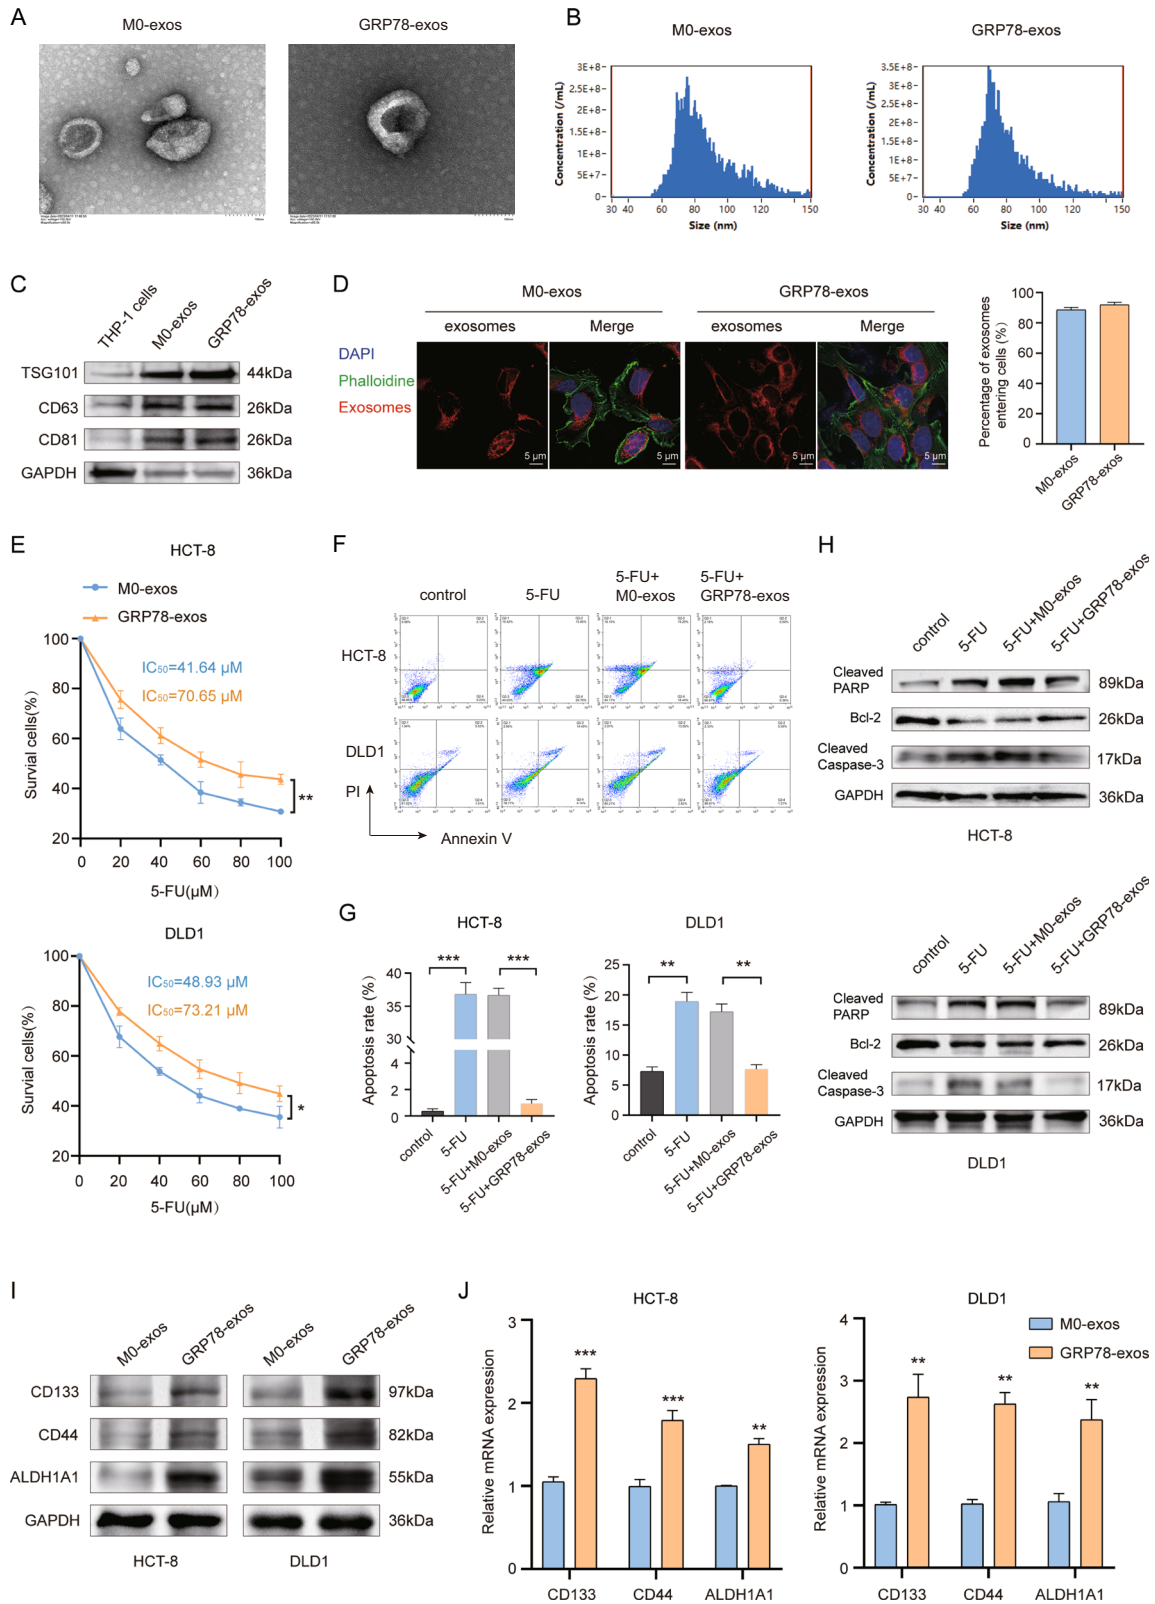 A
M0-exos
GRP78-exos
B
M0-exos
GRP78-exos
Concentration (/mL)
3E+8
2.5E+8
2E+8
1.5E+8
1E+8
5E+7
0
30 40 60 80 100 120 150
Size (nm)
Concentration (/mL)
3.5E+8
3E+8
2.5E+8
2E+8
1.5E+8
1E+8
5E+7
0
30 40 60 80 100 120 150
Size (nm)
C
THP-1 cells
M0-exos
GRP78-exos
TSG101 44kDa
CD63 26kDa
CD81 26kDa
GAPDH 36kDa
D
M0-exos
GRP78-exos
exosomes Merge exosomes Merge
DAPI
Phalloidine
Exosomes
5 μm 5 μm 5 μm 5 μm
Percentage of exosomes
entering cells (%)
100
80
60
40
20
0
M0-exos
GRP78-exos
E
HCT-8
M0-exos
GRP78-exos
IC50=41.64 μM
IC50=70.65 μM
Survial cells(%)
100
80
60
40
20
**
0 20 40 60 80 100
5-FU(μM)
DLD1
IC50=48.93 μM
IC50=73.21 μM
Survial cells(%)
100
80
60
40
20
*
0 20 40 60 80 100
5-FU(μM)
F
control
5-FU
5-FU+
M0-exos
5-FU+
GRP78-exos
HCT-8
DLD1
PI
Annexin V
G
HCT-8
Apoptosis rate (%)
40
35
30
4
2
0
*** ***
control
5-FU
5-FU+M0-exos
5-FU+GRP78-exos
DLD1
Apoptosis rate (%)
25
20
15
10
5
0
** **
control
5-FU
5-FU+M0-exos
5-FU+GRP78-exos
H
control
5-FU
5-FU+M0-exos
5-FU+GRP78-exos
Cleaved
PARP 89kDa
Bcl-2 26kDa
Cleaved
Caspase-3 17kDa
GAPDH 36kDa
HCT-8
control
5-FU
5-FU+M0-exos
5-FU+GRP78-exos
Cleaved
PARP 89kDa
Bcl-2 26kDa
Cleaved
Caspase-3 17kDa
GAPDH 36kDa
DLD1
I
M0-exos
GRP78-exos
M0-exos
GRP78-exos
CD133 97kDa
CD44 82kDa
ALDH1A1 55kDa
GAPDH 36kDa
HCT-8 DLD1
J
HCT-8
Relative mRNA expression
3
2
1
0
*** *** **
CD133 CD44 ALDH1A1
DLD1
M0-exos
GRP78-exos
Relative mRNA expression
4
3
2
1
0
** ** **
CD133 CD44 ALDH1A1